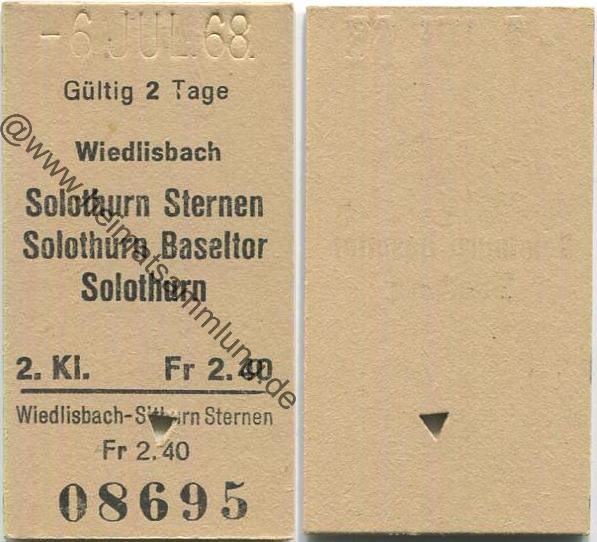 -6.JUL.68.
Gültig 2 Tage
Wiedlisbach
Solothurn Sternen
Solothurn Baseltor
Solothurn
2. Kl. Fr 2.40
Wiedlisbach-Slthurn Sternen
Fr 2.40
08695
@www.heimatsammlung.de